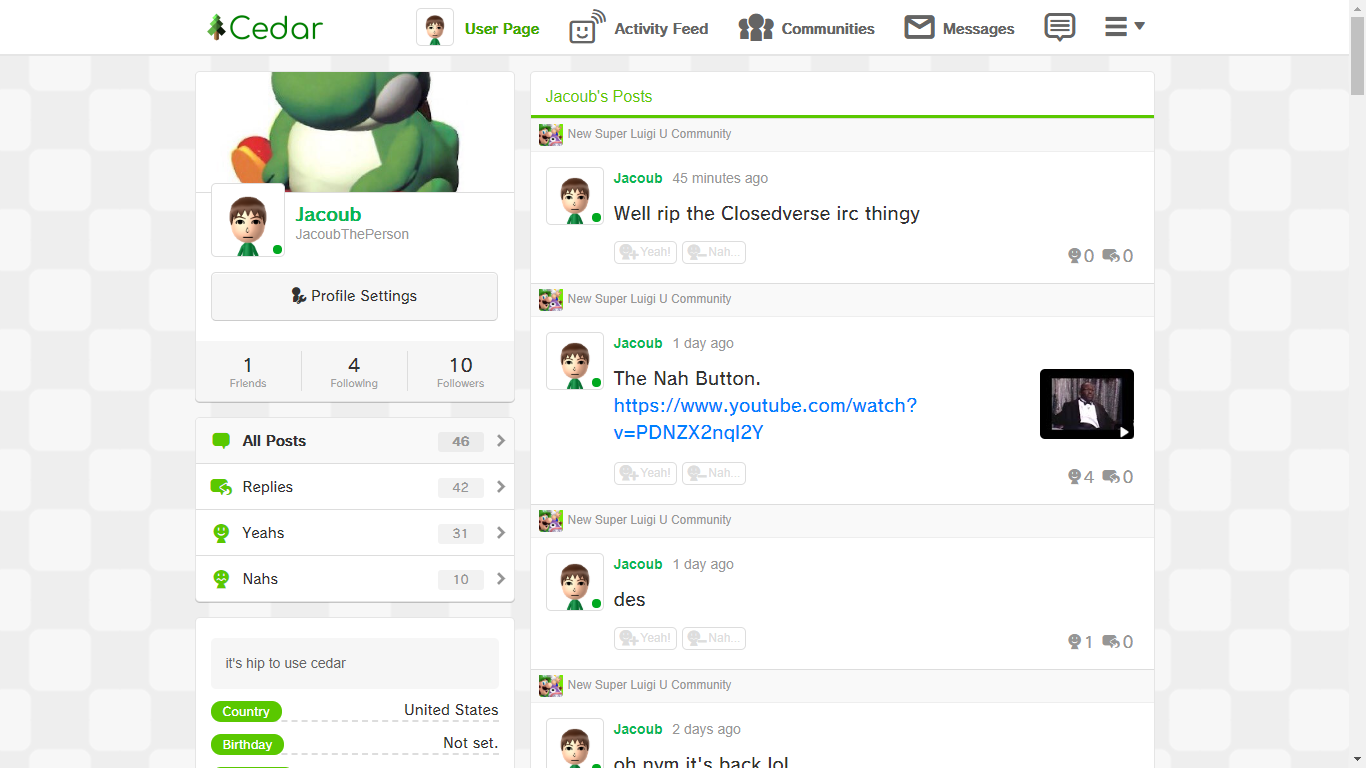 Cedar
User Page
Activity Feed
Communities
Messages
Jacoub
JacoubThePerson
Profile Settings
1
4
10
Friends
Following
Followers
All Posts 46
Replies 42
Yeahs 31
Nahs 10
it's hip to use cedar
Country United States
Birthday Not set.
Jacoub's Posts
New Super Luigi U Community
Jacoub 45 minutes ago
Well rip the Closedverse irc thingy
Yeah! Nah... 0 0
New Super Luigi U Community
Jacoub 1 day ago
The Nah Button.
https://www.youtube.com/watch?
v=PDNZX2nqI2Y
Yeah! Nah... 4 0
New Super Luigi U Community
Jacoub 1 day ago
des
Yeah! Nah... 1 0
New Super Luigi U Community
Jacoub 2 days ago
oh nvm it's back lol